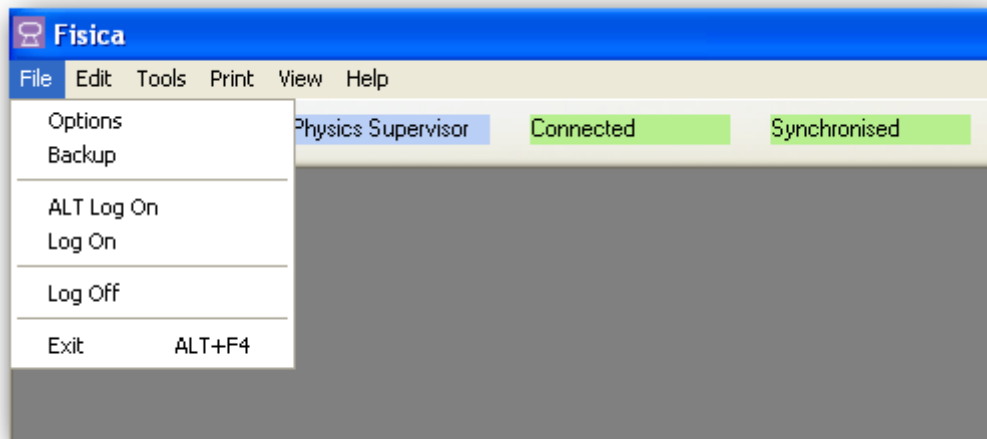 Fisica
File Edit Tools Print View Help
Physics Supervisor Connected Synchronised
Options
Backup
ALT Log On
Log On
Log Off
Exit ALT+F4